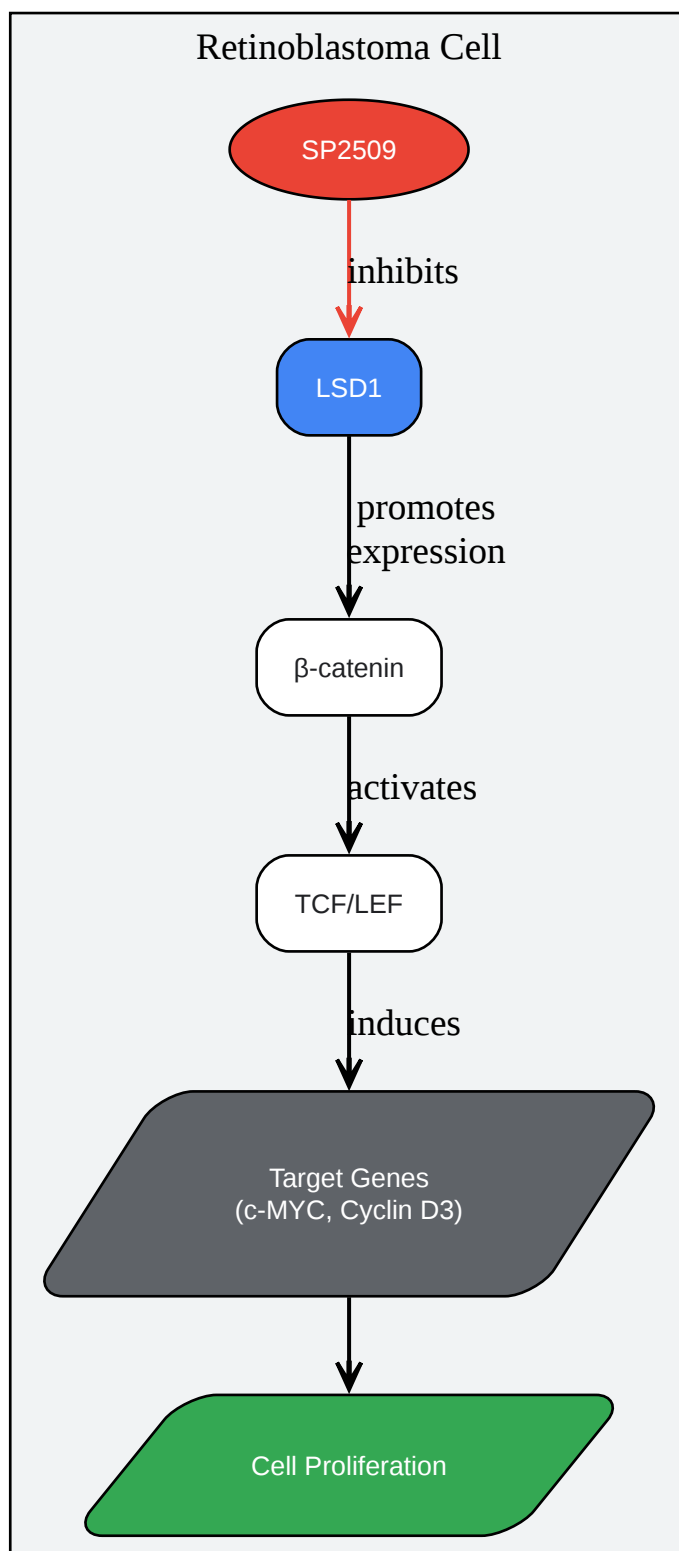 Retinoblastoma Cell
SP2509
inhibits
LSD1
promotes
expression
β-catenin
activates
TCF/LEF
induces
Target Genes
(c-MYC, Cyclin D3)
Cell Proliferation